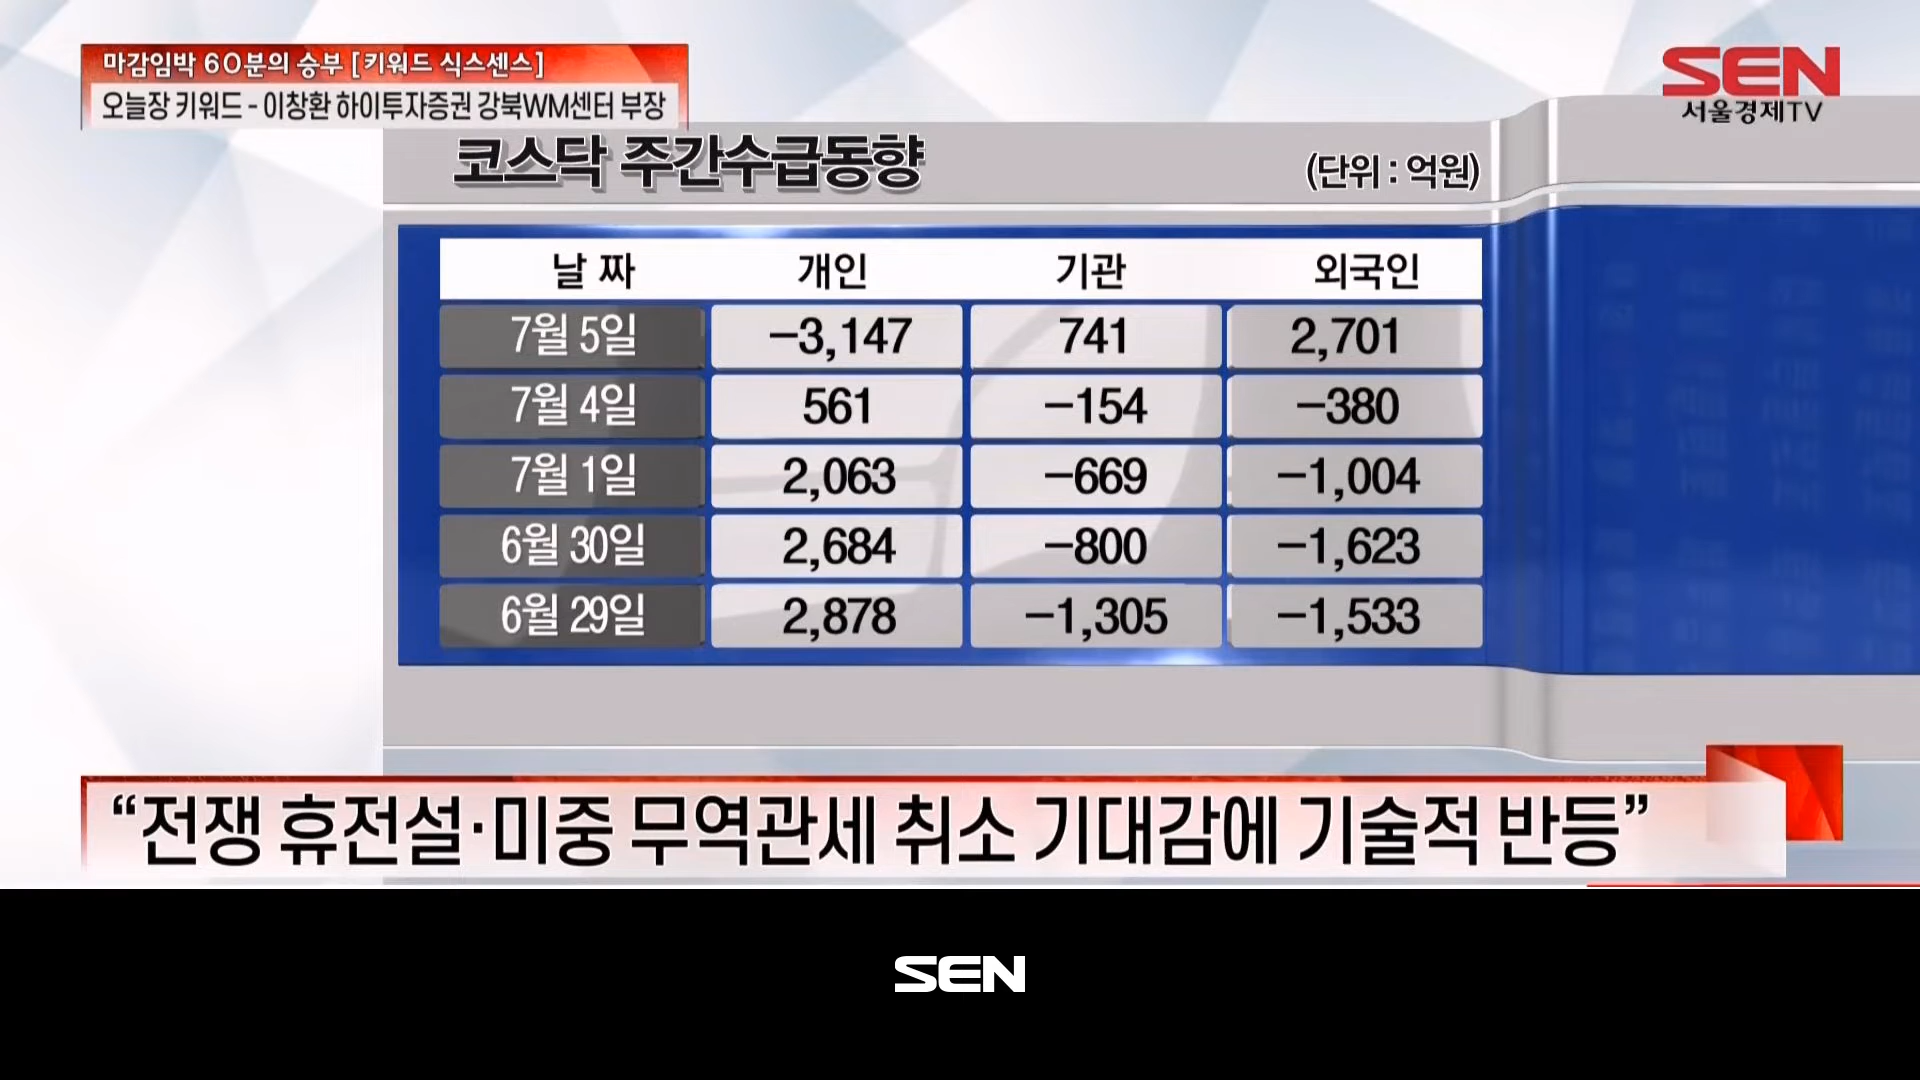 마감임박 60분의 승부 [키워드 식스센스]
오늘장 키워드 - 이창환 하이투자증권 강북WM센터 부장
SEN
서울경제TV
코스닥 주간수급동향 (단위 : 억원)
날 짜 개인 기관 외국인
7월 5일 -3,147 741 2,701
7월 4일 561 -154 -380
7월 1일 2,063 -669 -1,004
6월 30일 2,684 -800 -1,623
6월 29일 2,878 -1,305 -1,533
“전쟁 휴전설·미중 무역관세 취소 기대감에 기술적 반등”
SEN